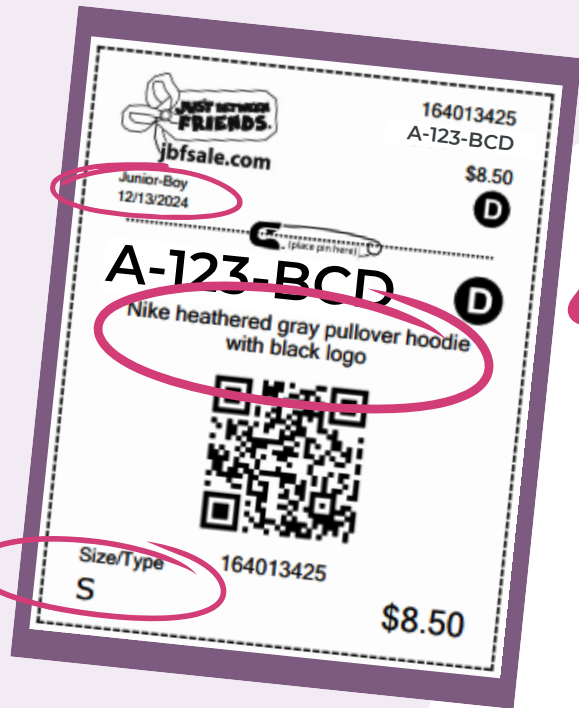 JUST BETWEEN
FRIENDS.
jbfsale.com
164013425
A-123-BCD
$8.50
D
Junior-Boy
12/13/2024
(place pin here)
A-123-BCD
D
Nike heathered gray pullover hoodie
with black logo
Size/Type
S
164013425
$8.50